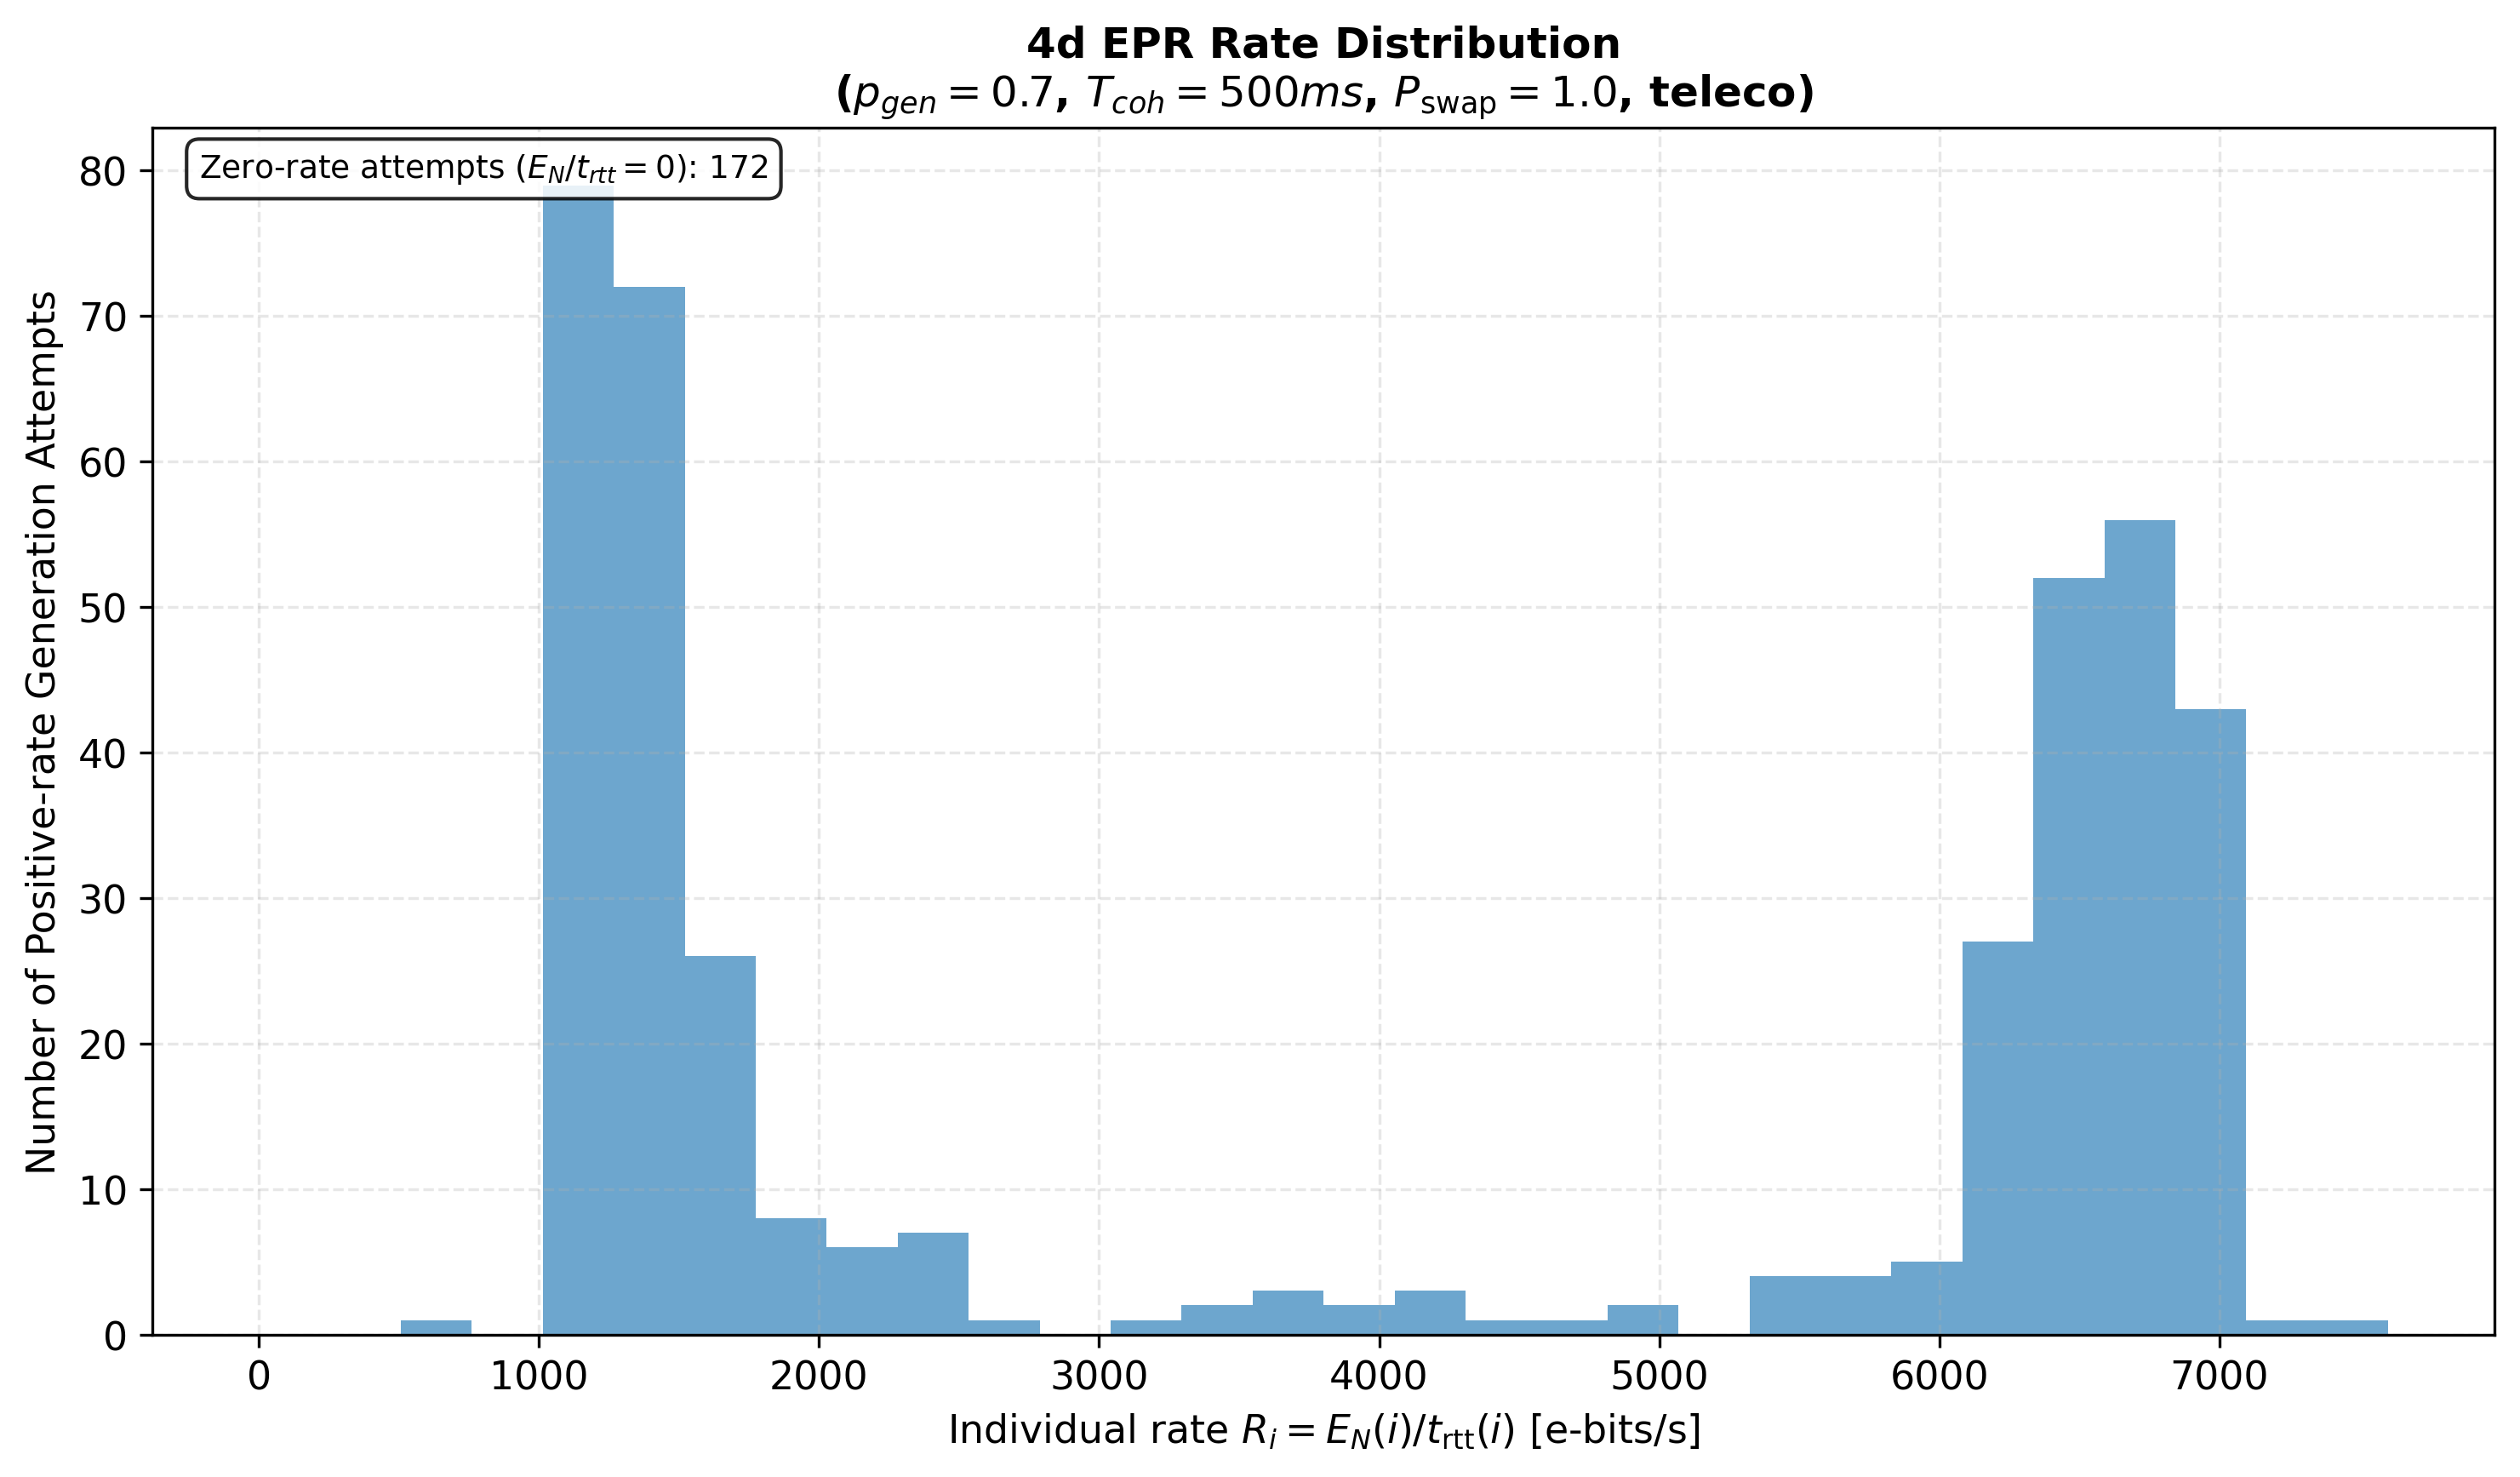 4d EPR Rate Distribution
(p_gen = 0.7, T_coh = 500ms, P_swap = 1.0, teleco)
Zero-rate attempts (E_N/t_rtt = 0): 172
Number of Positive-rate Generation Attempts
80
70
60
50
40
30
20
10
0
0 1000 2000 3000 4000 5000 6000 7000
Individual rate R_i = E_N(i)/t_rtt(i) [e-bits/s]